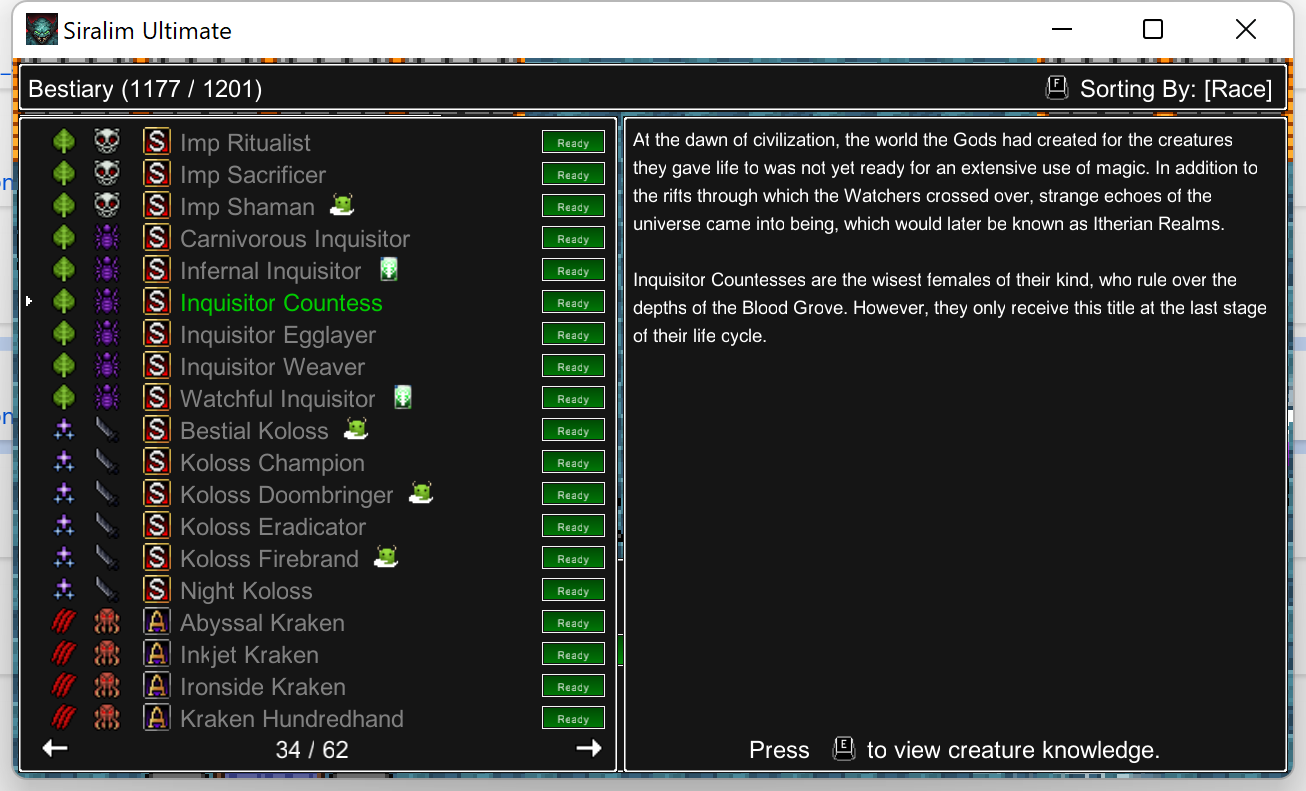 Siralim Ultimate
Bestiary (1177 / 1201)
F Sorting By: [Race]
S Imp Ritualist Ready
S Imp Sacrificer Ready
S Imp Shaman Ready
S Carnivorous Inquisitor Ready
S Infernal Inquisitor Ready
S Inquisitor Countess Ready
S Inquisitor Egglayer Ready
S Inquisitor Weaver Ready
S Watchful Inquisitor Ready
S Bestial Koloss Ready
S Koloss Champion Ready
S Koloss Doombringer Ready
S Koloss Eradicator Ready
S Koloss Firebrand Ready
S Night Koloss Ready
A Abyssal Kraken Ready
A Inkjet Kraken Ready
A Ironside Kraken Ready
A Kraken Hundredhand Ready
34 / 62
At the dawn of civilization, the world the Gods had created for the creatures
they gave life to was not yet ready for an extensive use of magic. In addition to
the rifts through which the Watchers crossed over, strange echoes of the
universe came into being, which would later be known as Itherian Realms.
Inquisitor Countesses are the wisest females of their kind, who rule over the
depths of the Blood Grove. However, they only receive this title at the last stage
of their life cycle.
Press E to view creature knowledge.